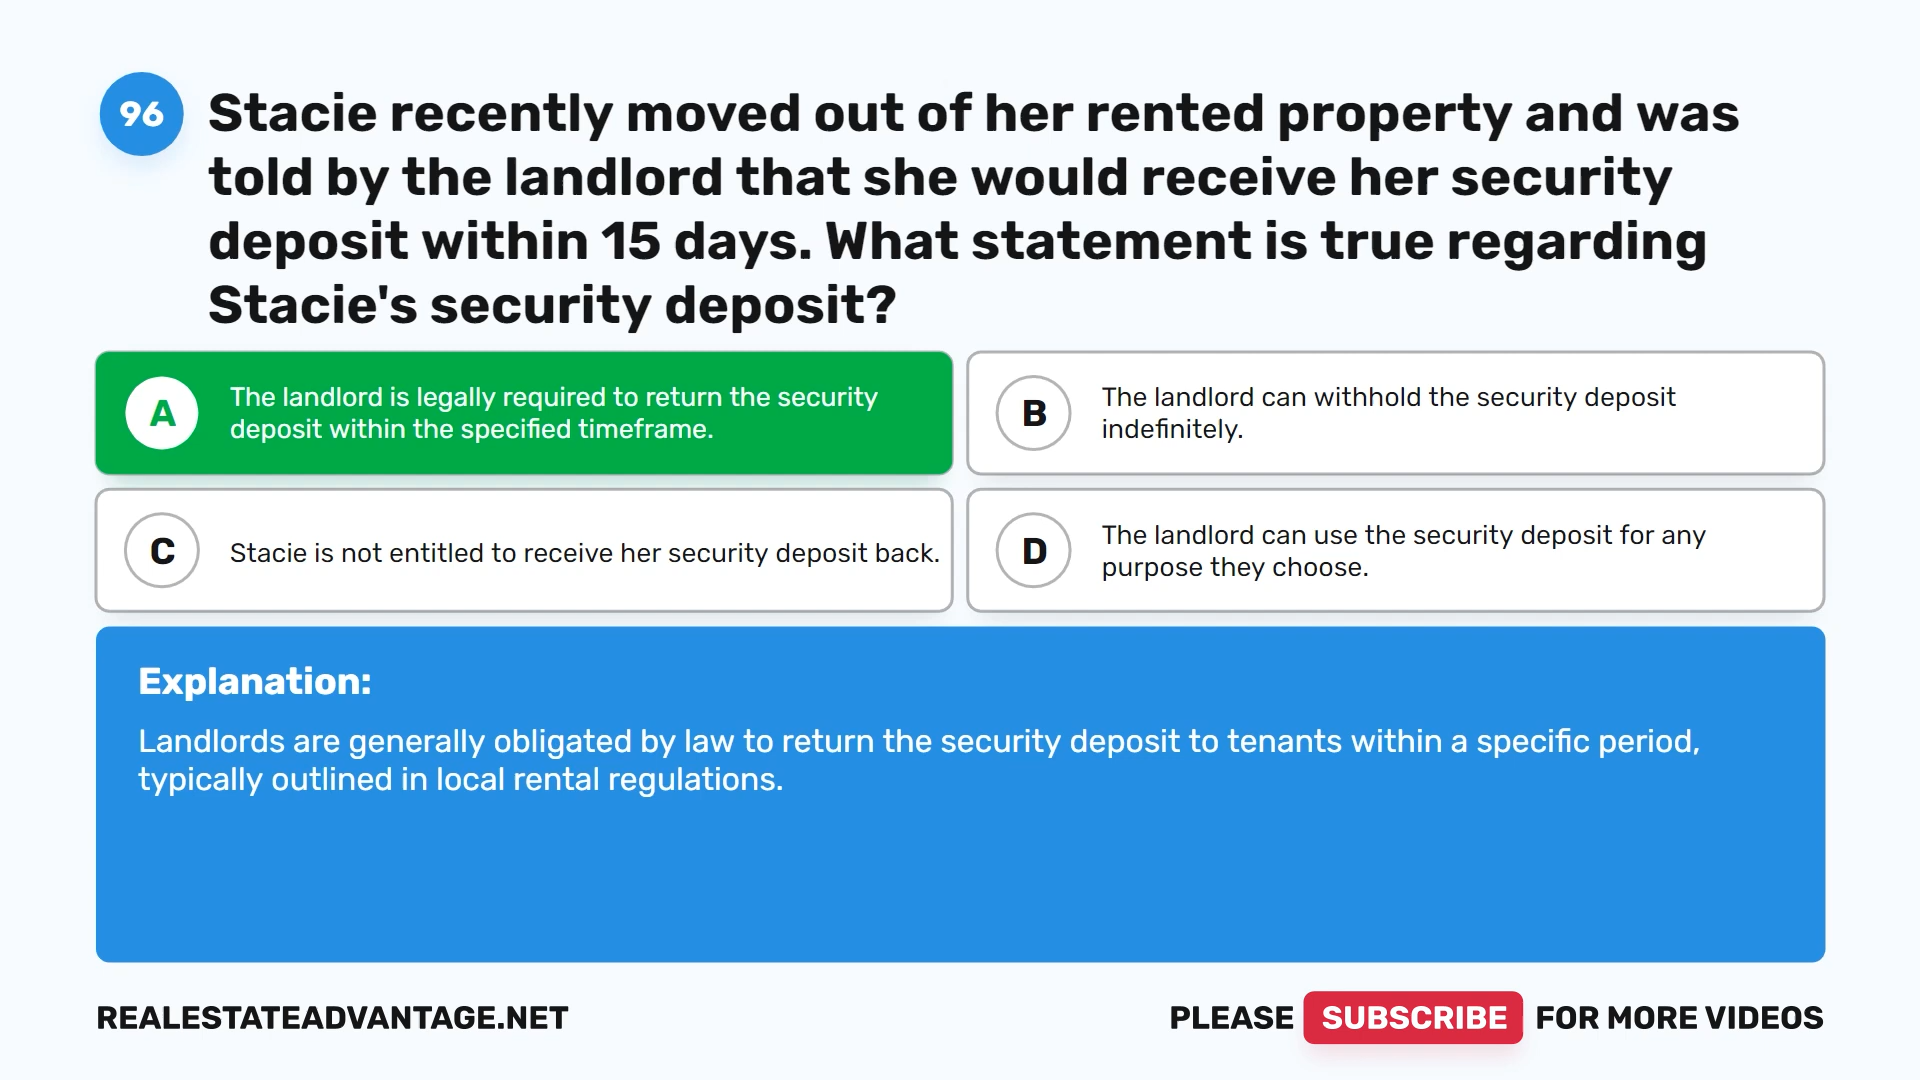 96
Stacie recently moved out of her rented property and was
told by the landlord that she would receive her security
deposit within 15 days. What statement is true regarding
Stacie's security deposit?
A
The landlord is legally required to return the security
deposit within the specified timeframe.
B
The landlord can withhold the security deposit
indefinitely.
C
Stacie is not entitled to receive her security deposit back.
D
The landlord can use the security deposit for any
purpose they choose.
Explanation:
Landlords are generally obligated by law to return the security deposit to tenants within a specific period,
typically outlined in local rental regulations.
REALESTATEADVANTAGE.NET
PLEASE SUBSCRIBE FOR MORE VIDEOS